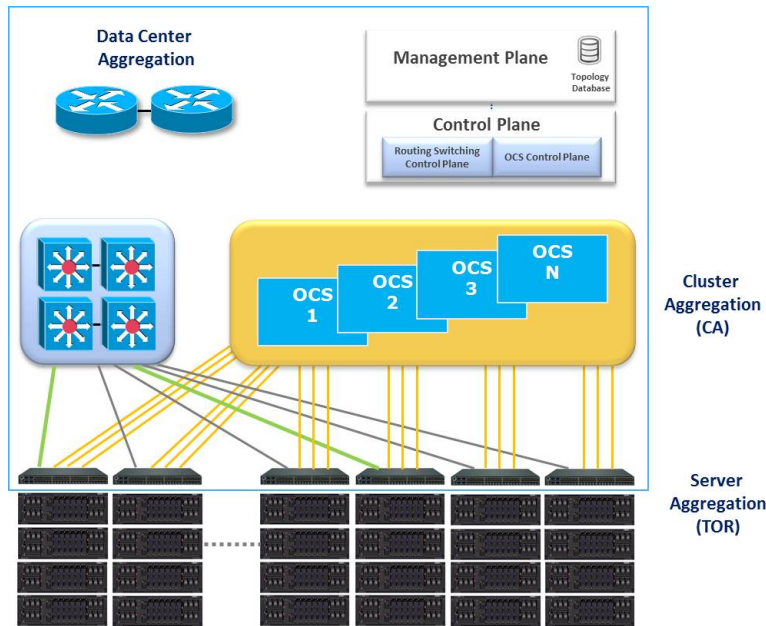 Data Center
Aggregation
Management Plane
Topology
Database
Control Plane
Routing Switching
Control Plane
OCS Control Plane
OCS
1
OCS
2
OCS
3
OCS
N
Cluster
Aggregation
(CA)
Server
Aggregation
(TOR)